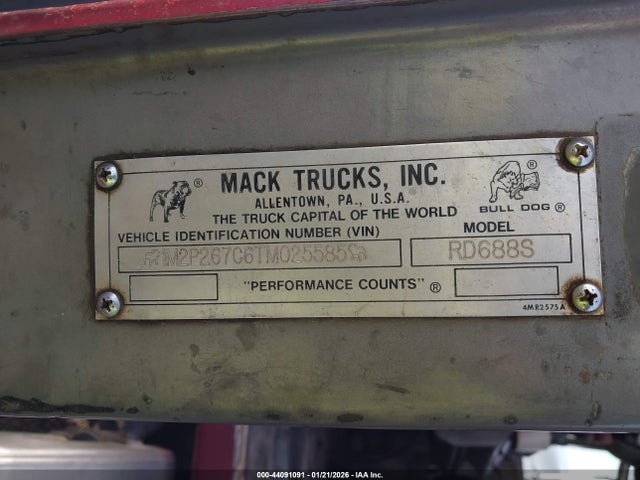 MACK TRUCKS, INC.
ALLENTOWN, PA., U.S.A.
THE TRUCK CAPITAL OF THE WORLD
BULL DOG ®
VEHICLE IDENTIFICATION NUMBER (VIN)
MODEL
1M2P267C6TM025585
RD688S
"PERFORMANCE COUNTS" ®
4MR2575A
000-44091091 - 01/21/2026 - IAA Inc.